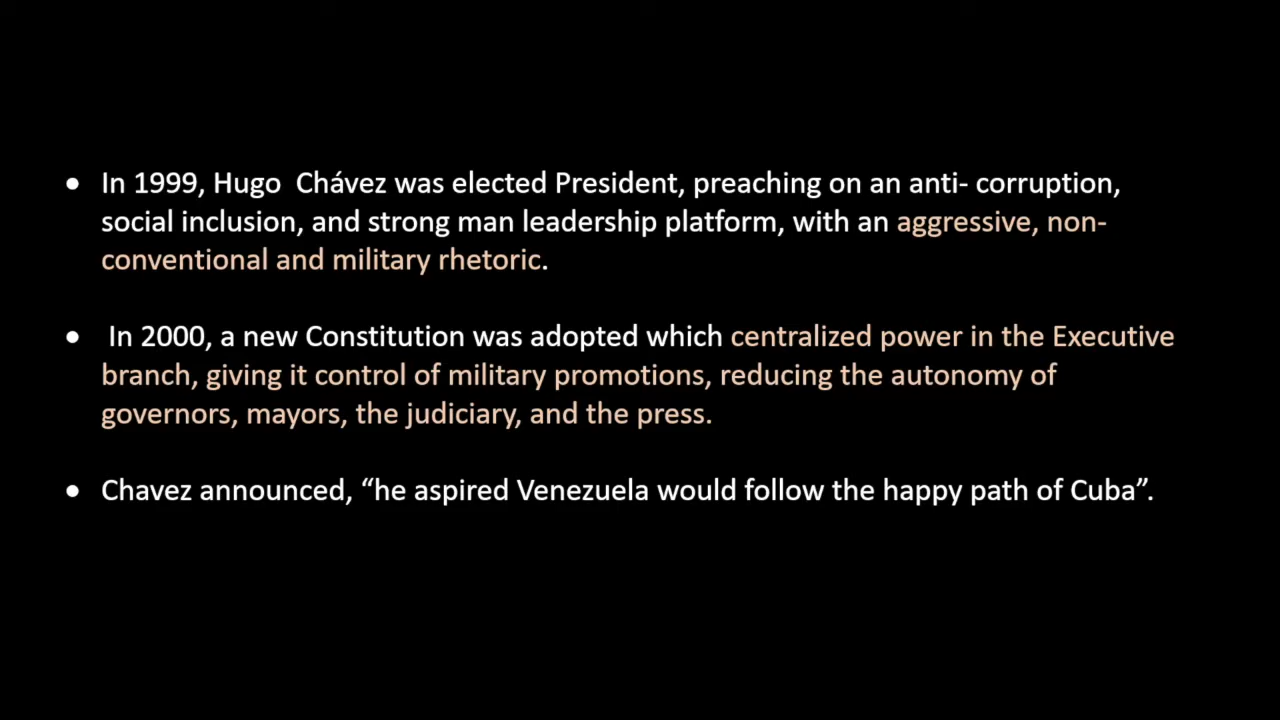 • In 1999, Hugo  Chávez was elected President, preaching on an anti- corruption,
social inclusion, and strong man leadership platform, with an aggressive, non-
conventional and military rhetoric.
•  In 2000, a new Constitution was adopted which centralized power in the Executive
branch, giving it control of military promotions, reducing the autonomy of
governors, mayors, the judiciary, and the press.
• Chavez announced, “he aspired Venezuela would follow the happy path of Cuba”.